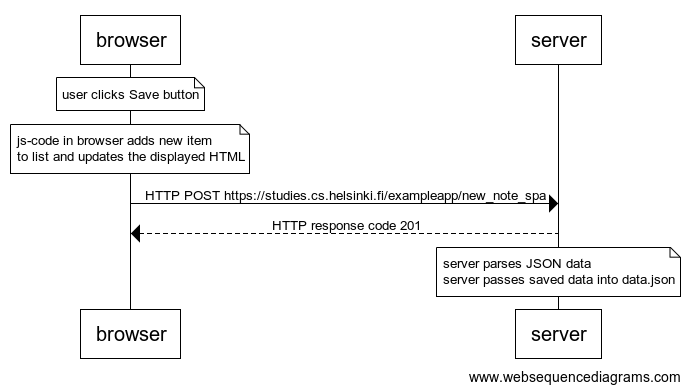 browser
server
user clicks Save button
js-code in browser adds new item
to list and updates the displayed HTML
HTTP POST https://studies.cs.helsinki.fi/exampleapp/new_note_spa
HTTP response code 201
server parses JSON data
server passes saved data into data.json
browser
server
www.websequencediagrams.com